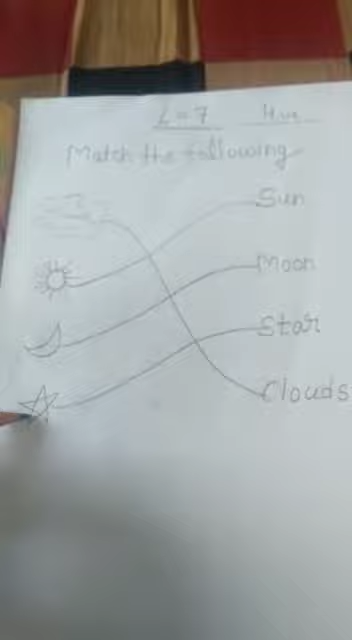 L=7 H.w
Match the following
Sun
Moon
Star
Clouds